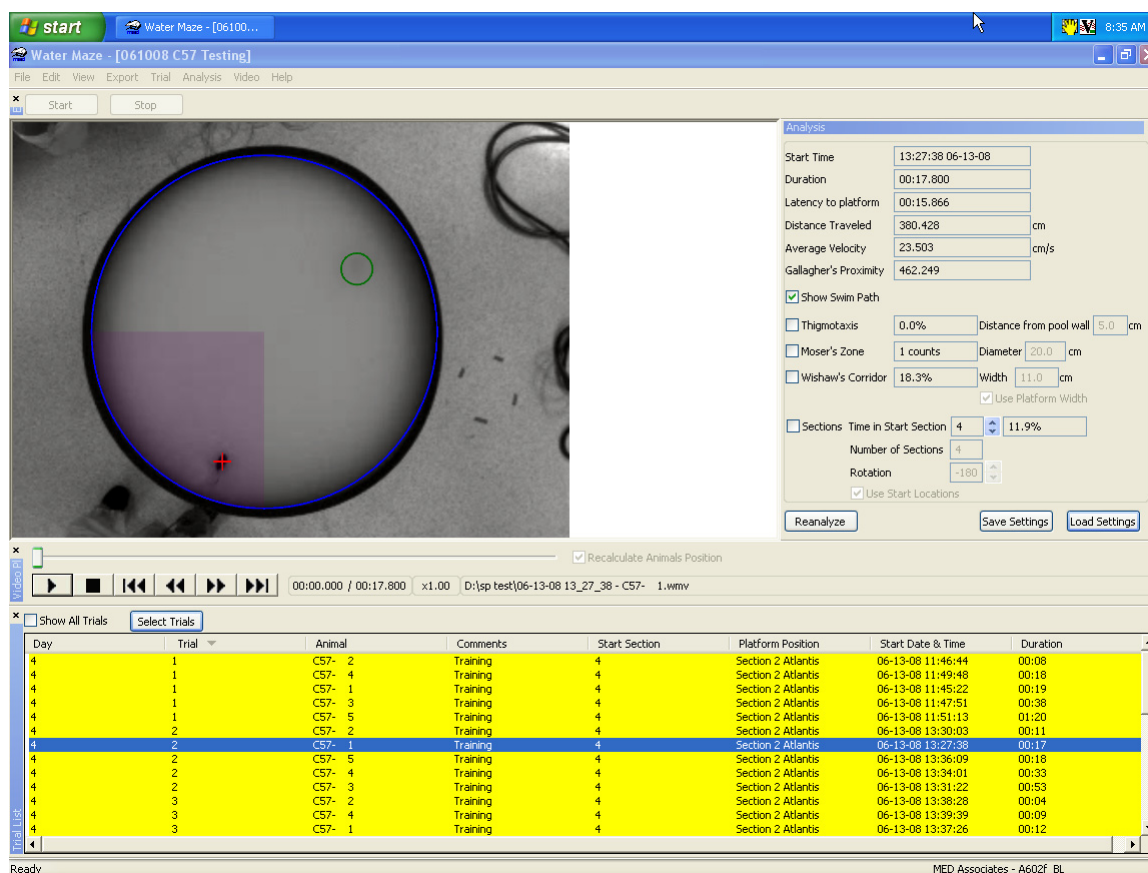 start Water Maze - [06100... 8:35 AM
Water Maze - [061008 C57 Testing]
File Edit View Export Trial Analysis Video Help
Start Stop
Analysis
Start Time 13:27:38 06-13-08
Duration 00:17.800
Latency to platform 00:15.866
Distance Traveled 380.428 cm
Average Velocity 23.503 cm/s
Gallagher's Proximity 462.249
Show Swim Path
Thigmotaxis 0.0% Distance from pool wall 5.0 cm
Moser's Zone 1 counts Diameter 20.0 cm
Wishaw's Corridor 18.3% Width 11.0 cm
Use Platform Width
Sections Time in Start Section 4 11.9%
Number of Sections 4
Rotation -180
Use Start Locations
Reanalyze Save Settings Load Settings
Recalculate Animals Position
Video Pl
00:00.000 / 00:17.800 x1.00 D:\sp test\06-13-08 13_27_38 - C57- 1.wmv
Show All Trials Select Trials
Day Trial Animal Comments Start Section Platform Position Start Date & Time Duration
4 1 C57- 2 Training 4 Section 2 Atlantis 06-13-08 11:46:44 00:08
4 1 C57- 4 Training 4 Section 2 Atlantis 06-13-08 11:49:48 00:18
4 1 C57- 1 Training 4 Section 2 Atlantis 06-13-08 11:45:22 00:19
4 1 C57- 3 Training 4 Section 2 Atlantis 06-13-08 11:47:51 00:38
4 1 C57- 5 Training 4 Section 2 Atlantis 06-13-08 11:51:13 01:20
4 2 C57- 2 Training 4 Section 2 Atlantis 06-13-08 13:30:03 00:11
4 2 C57- 1 Training 4 Section 2 Atlantis 06-13-08 13:27:38 00:17
4 2 C57- 5 Training 4 Section 2 Atlantis 06-13-08 13:36:09 00:18
4 2 C57- 4 Training 4 Section 2 Atlantis 06-13-08 13:34:01 00:33
4 2 C57- 3 Training 4 Section 2 Atlantis 06-13-08 13:31:22 00:53
4 3 C57- 2 Training 4 Section 2 Atlantis 06-13-08 13:38:28 00:04
4 3 C57- 4 Training 4 Section 2 Atlantis 06-13-08 13:39:39 00:09
4 3 C57- 1 Training 4 Section 2 Atlantis 06-13-08 13:37:26 00:12
Trial List
Ready MED Associates - A602f_BL